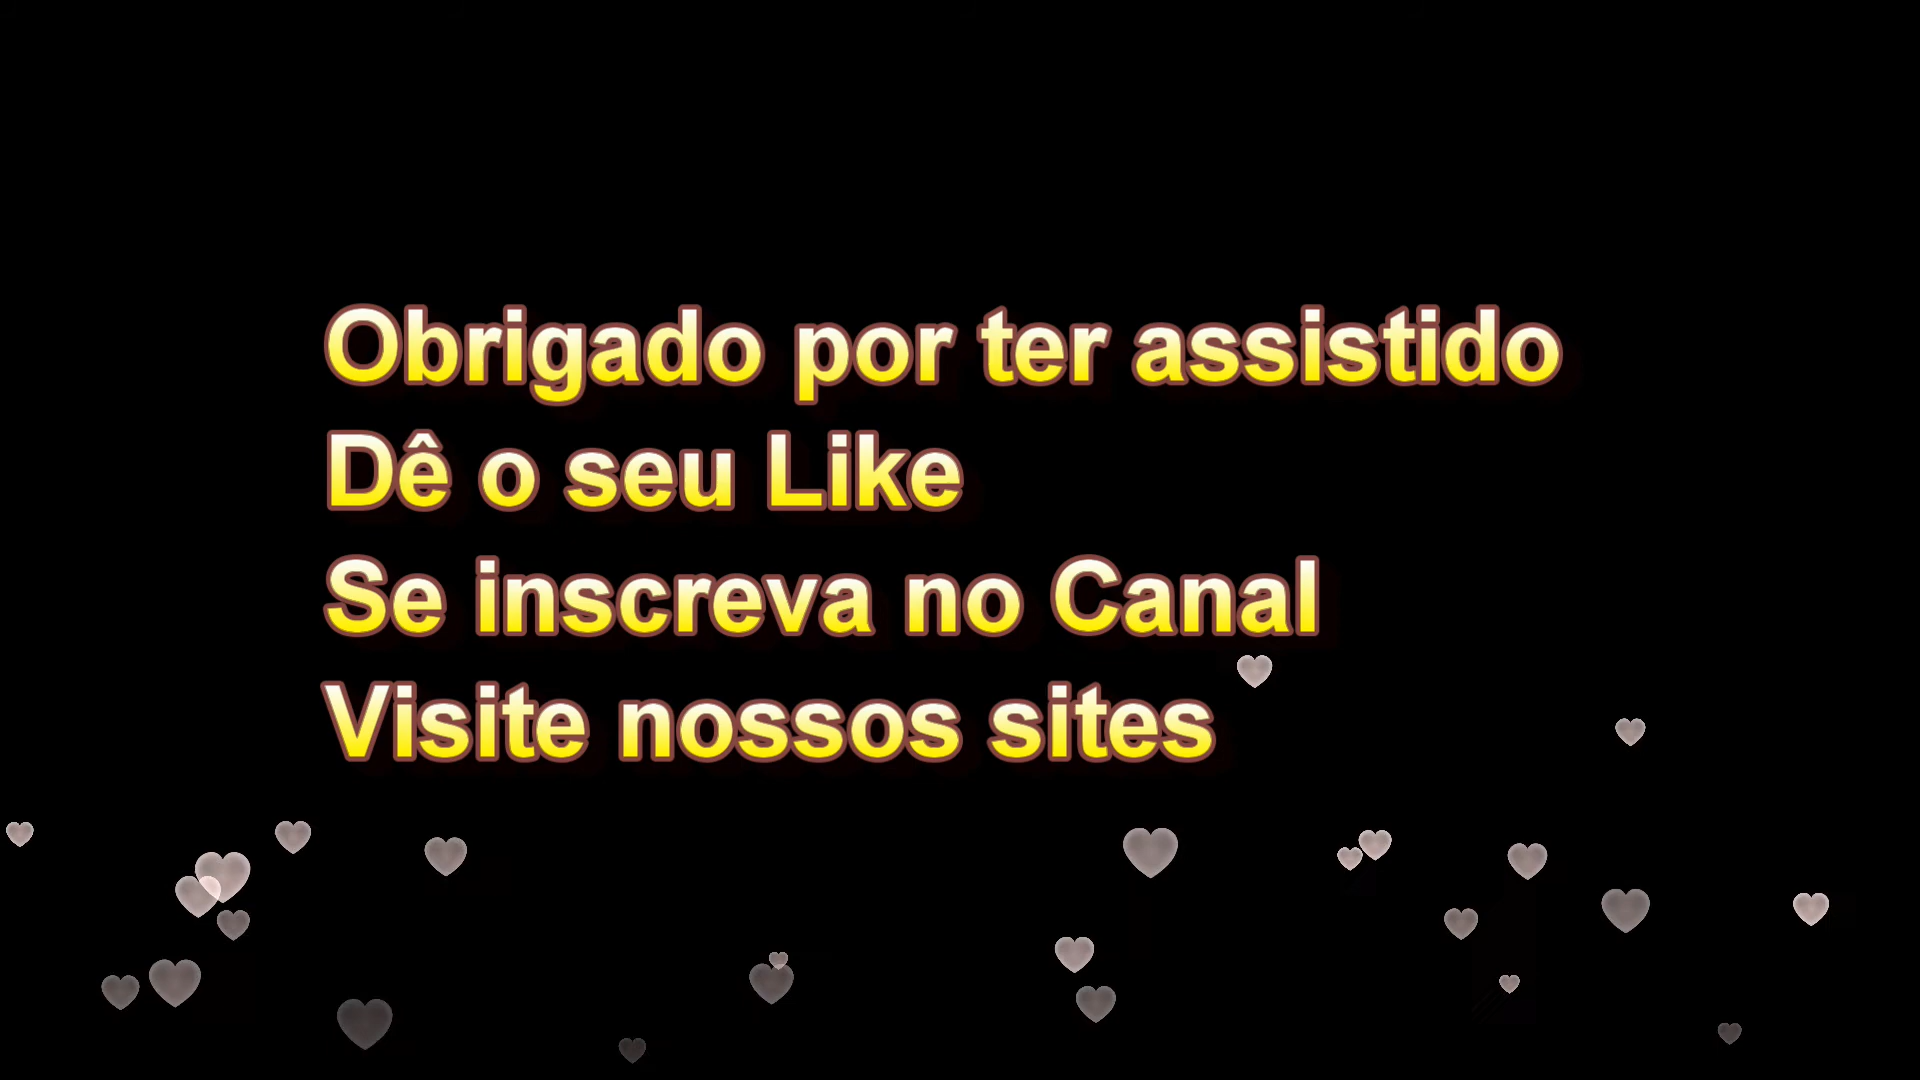 Obrigado por ter assistido
Dê o seu Like
Se inscreva no Canal
Visite nossos sites